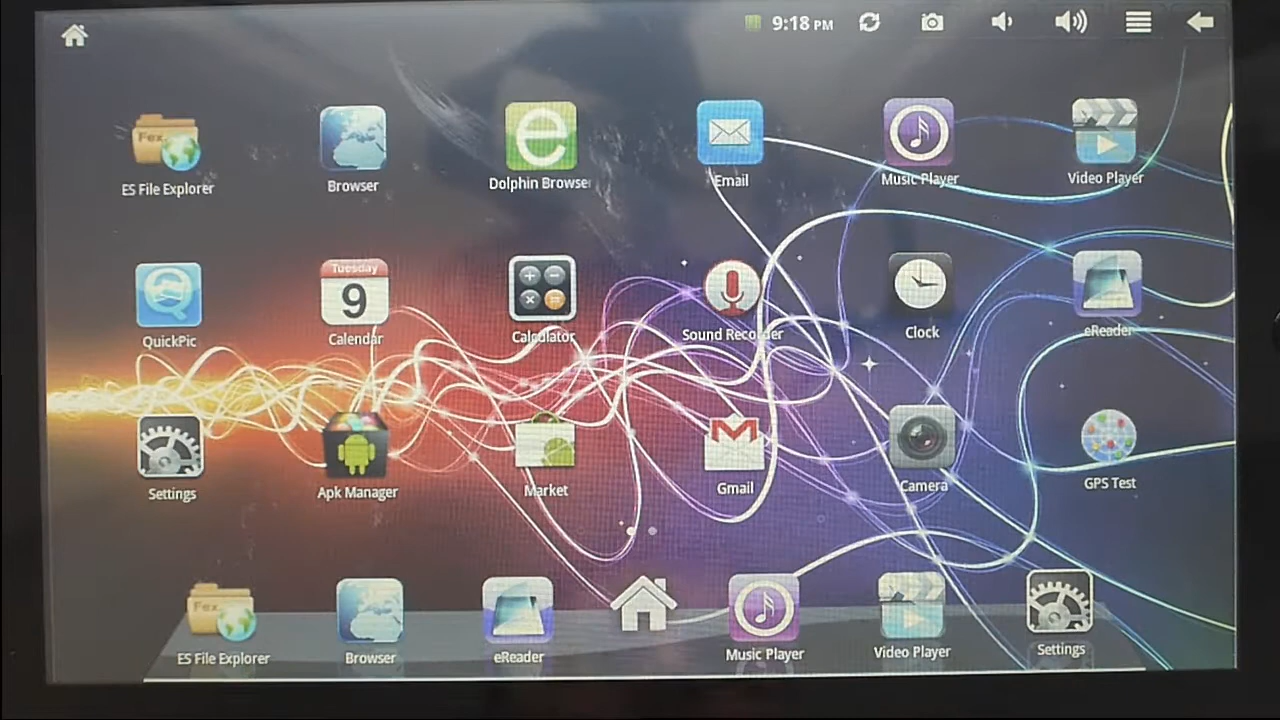 9:18 PM
Fex
ES File Explorer
Browser
e
Dolphin Browse
Email
Music Player
Video Player
QuickPic
Tuesday
9
Calendar
Calculator
Sound Recorder
Clock
eReader
Settings
Apk Manager
Market
Gmail
Camera
GPS Test
Fex
ES File Explorer
Browser
eReader
Music Player
Video Player
Settings